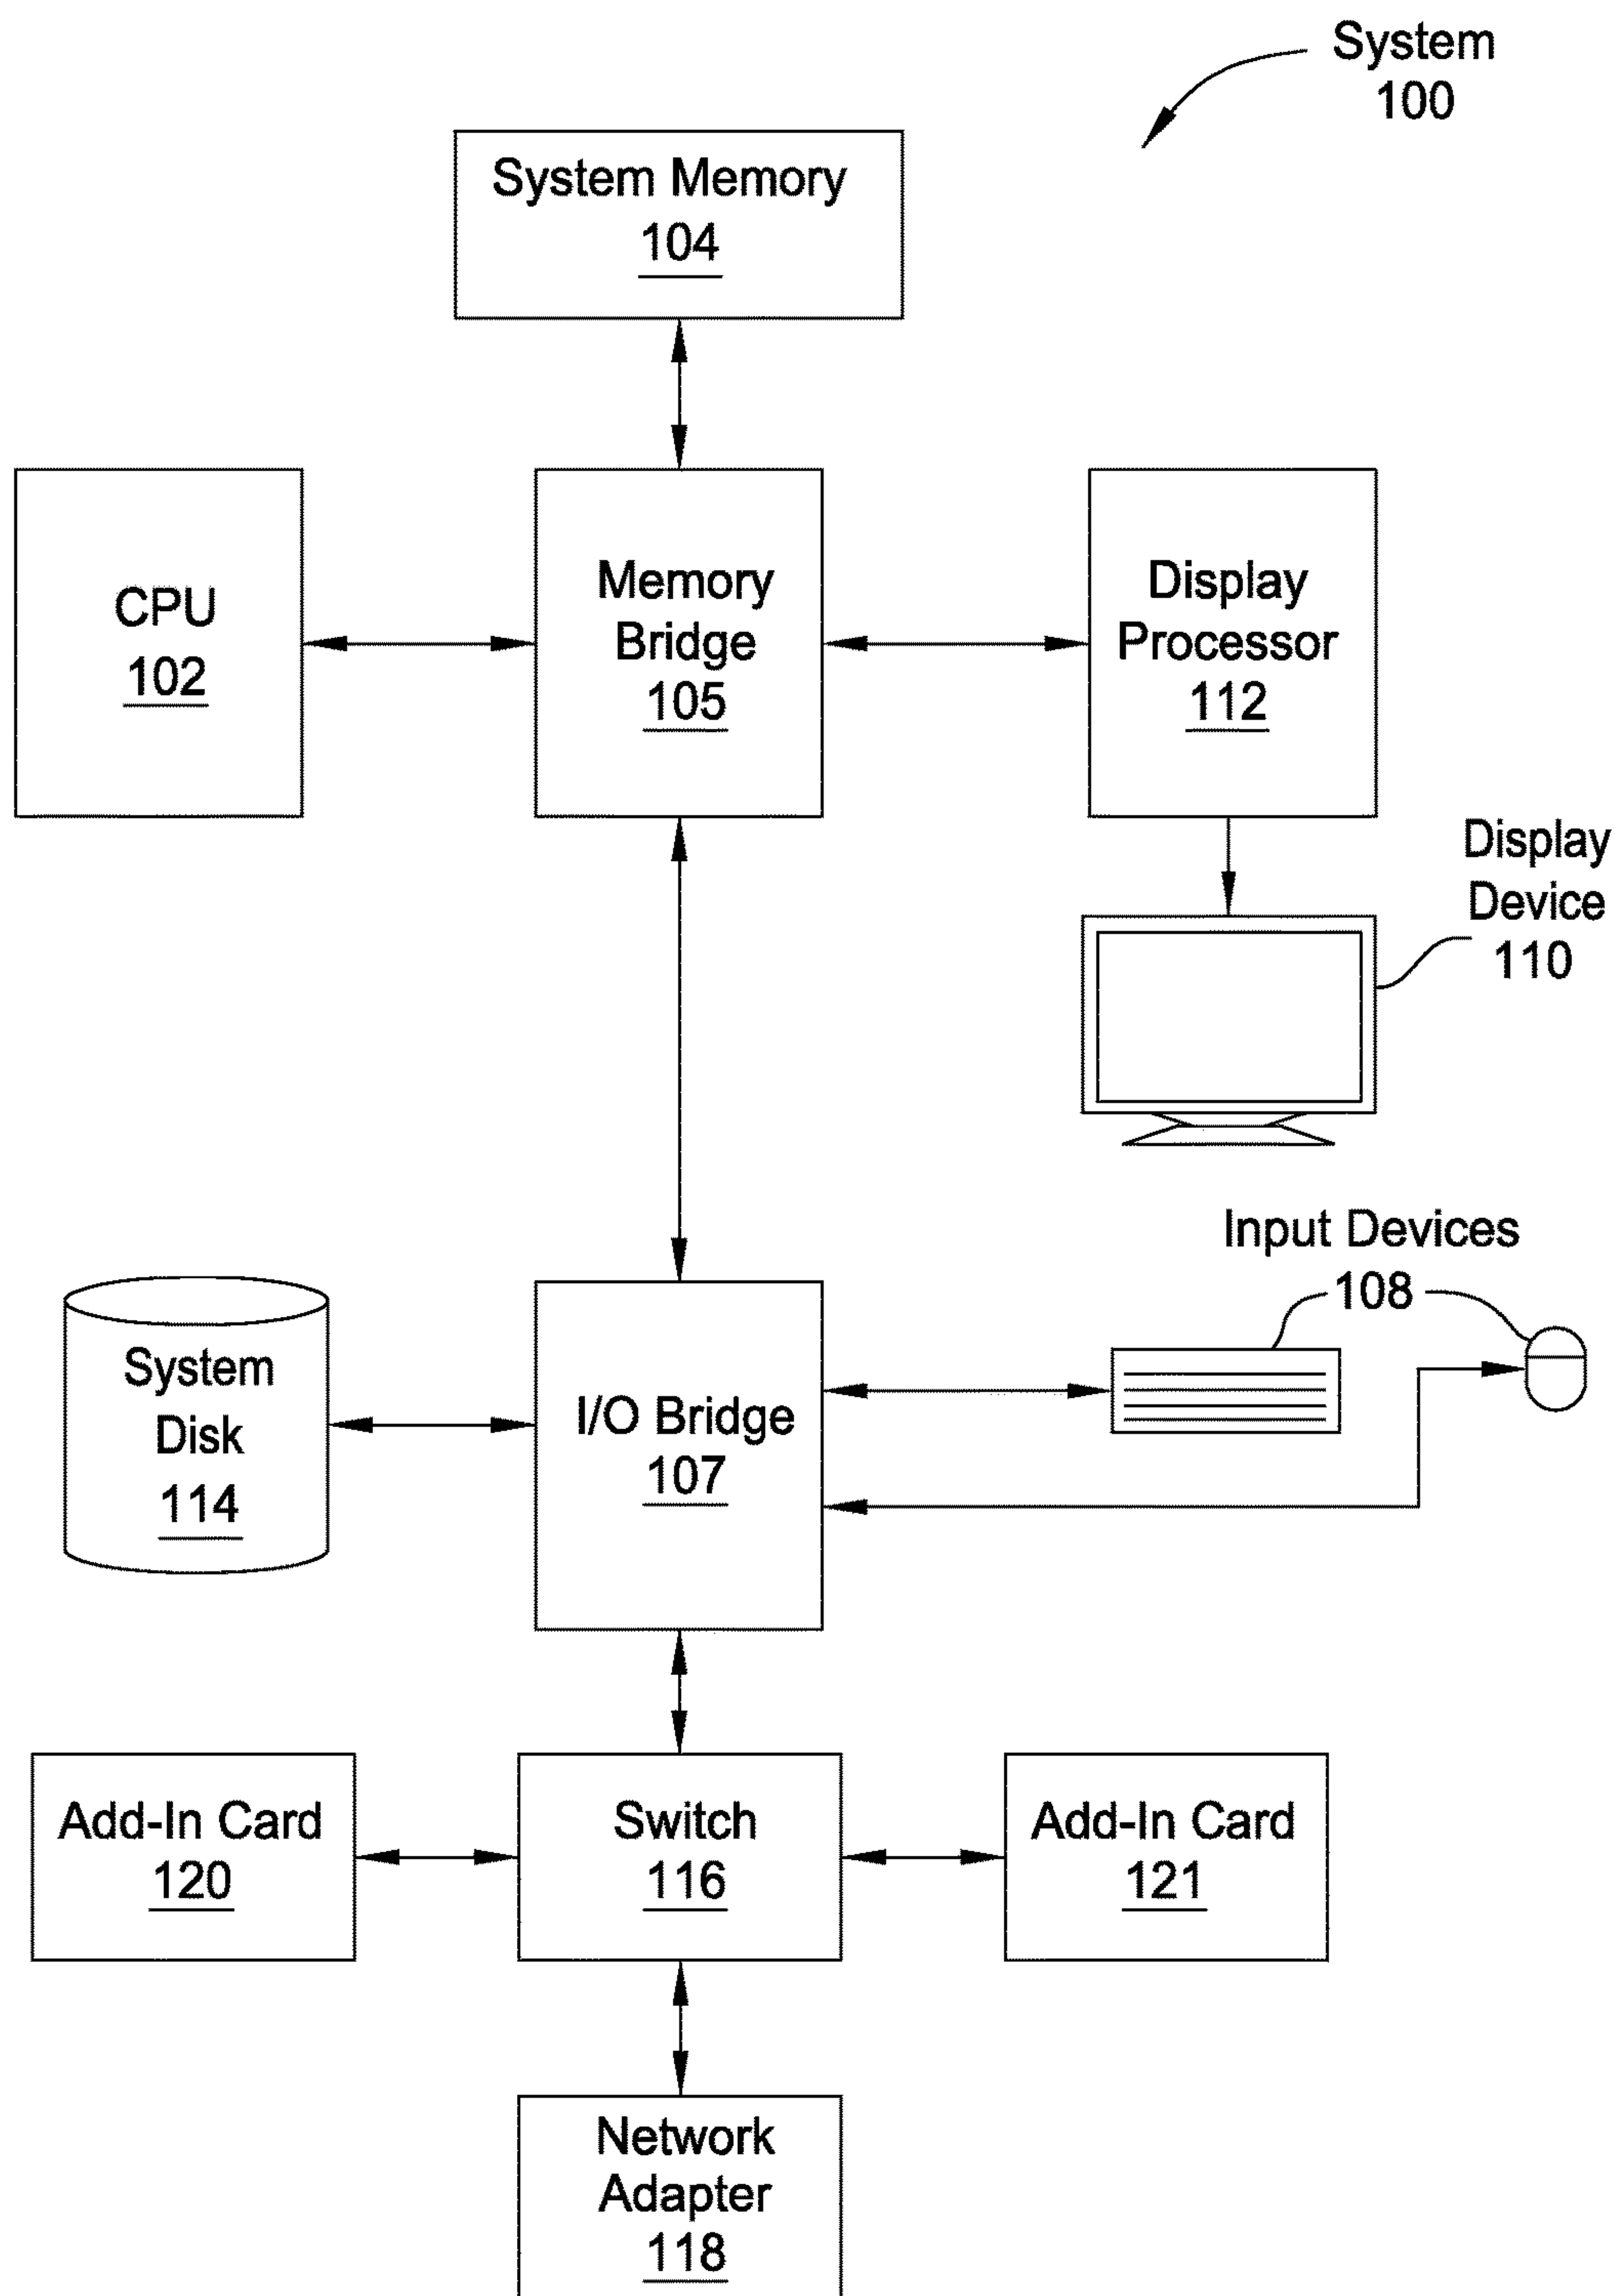 System
100
System Memory
104
CPU
102
Memory
Bridge
105
Display
Processor
112
Display
Device
110
Input Devices
108
System
Disk
114
I/O Bridge
107
Add-In Card
120
Switch
116
Add-In Card
121
Network
Adapter
118